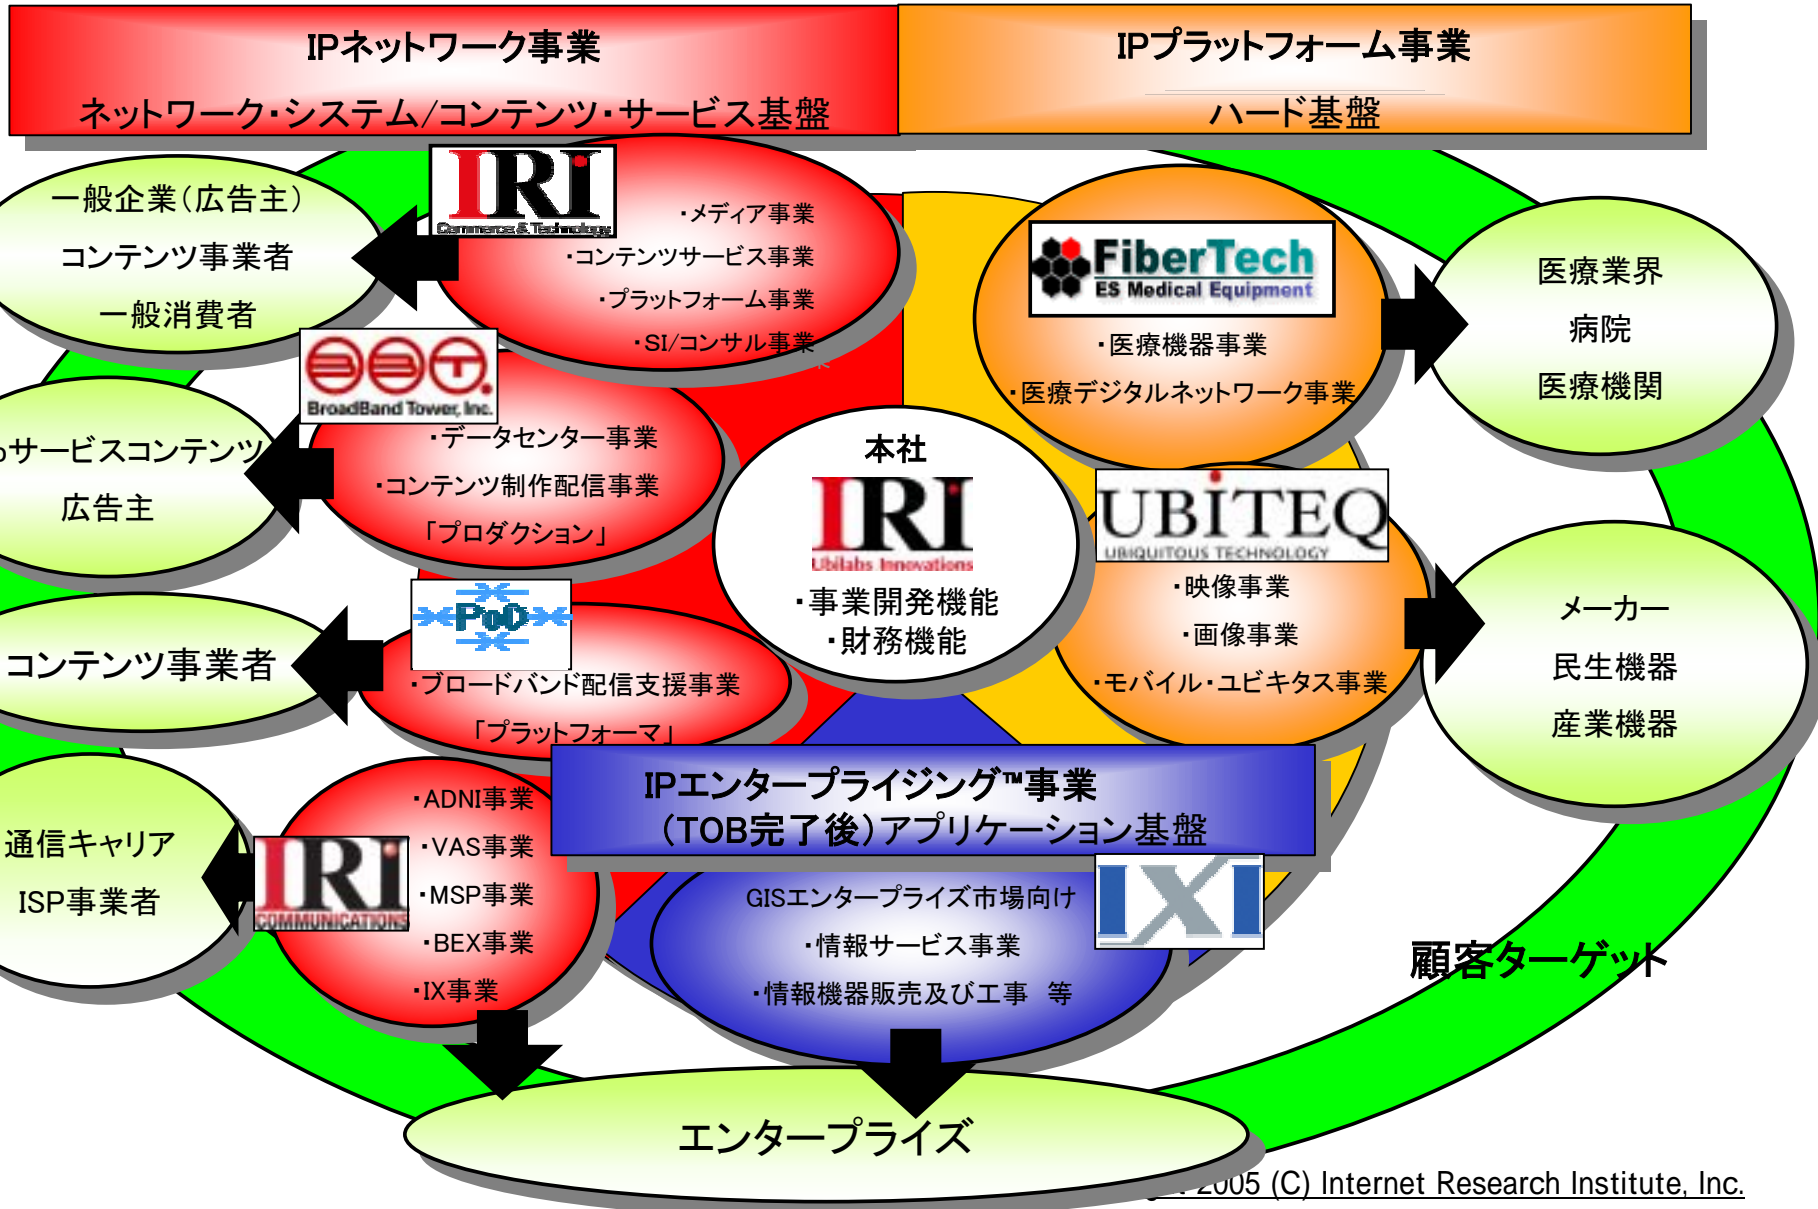 IPネットワーク事業
ネットワーク・システム/コンテンツ・サービス基盤
IPプラットフォーム事業
ハード基盤
一般企業(広告主)
コンテンツ事業者
一般消費者
IRI
Commerce & Technology
・メディア事業
・コンテンツサービス事業
・プラットフォーム事業
・SI/コンサル事業
FiberTech
ES Medical Equipment
・医療機器事業
・医療デジタルネットワーク事業
医療業界
病院
医療機関
BBT.
BroadBand Tower, Inc.
・データセンター事業
・コンテンツ制作配信事業
「プロダクション」
サービスコンテンツ
広告主
本社
IRI
Ubilabs Innovations
・事業開発機能
・財務機能
UBiTEQ
UBIQUITOUS TECHNOLOGY
・映像事業
・画像事業
・モバイル・ユビキタス事業
メーカー
民生機器
産業機器
PoD
・ブロードバンド配信支援事業
「プラットフォーマ」
コンテンツ事業者
IPエンタープライジング™事業
(TOB完了後)アプリケーション基盤
通信キャリア
ISP事業者
IRI
COMMUNICATIONS
・ADNI事業
・VAS事業
・MSP事業
・BEX事業
・IX事業
IXI
GISエンタープライズ市場向け
・情報サービス事業
・情報機器販売及び工事 等
顧客ターゲット
エンタープライズ
2005 (C) Internet Research Institute, Inc.